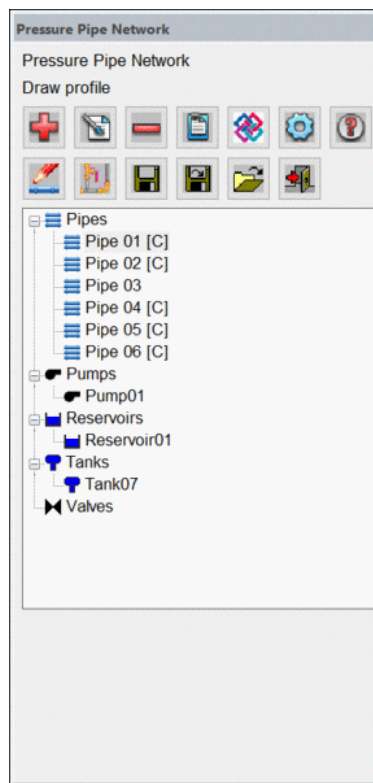 Pressure Pipe Network
Pressure Pipe Network
Draw profile
Pipes
Pipe 01 [C]
Pipe 02 [C]
Pipe 03
Pipe 04 [C]
Pipe 05 [C]
Pipe 06 [C]
Pumps
Pump01
Reservoirs
Reservoir01
Tanks
Tank07
Valves